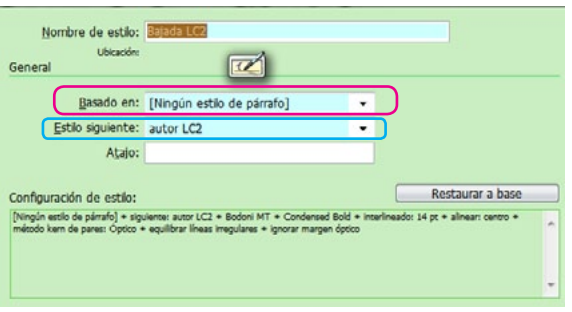 Nombre de estilo: Bajada LC2
Ubicación:
General
Basado en: [Ningún estilo de párrafo]
Estilo siguiente: autor LC2
Atajo:
Configuración de estilo: Restaurar a base
[Ningún estilo de párrafo] + siguiente: autor LC2 + Bodoni MT + Condensed Bold + interlineado: 14 pt + alinear: centro +
método kern de pares: Óptico + equilibrar líneas irregulares + ignorar margen óptico